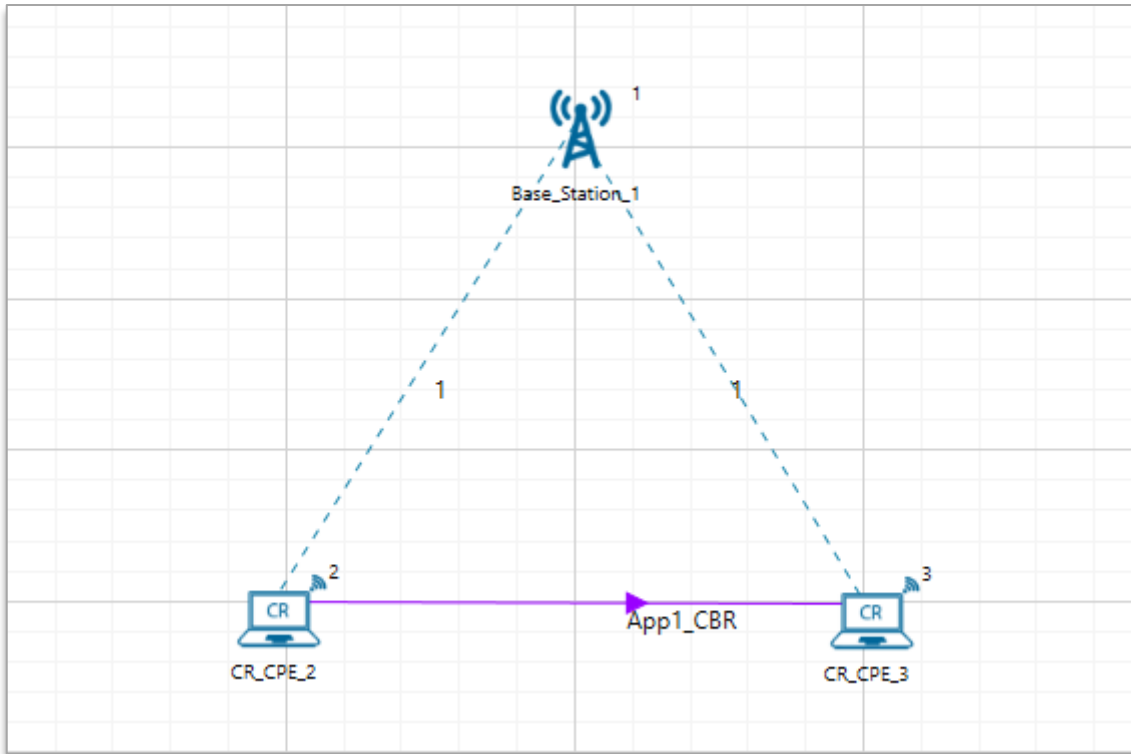 1
Base_Station_1
1
1
2
3
CR
CR
App1_CBR
CR_CPE_2
CR_CPE_3